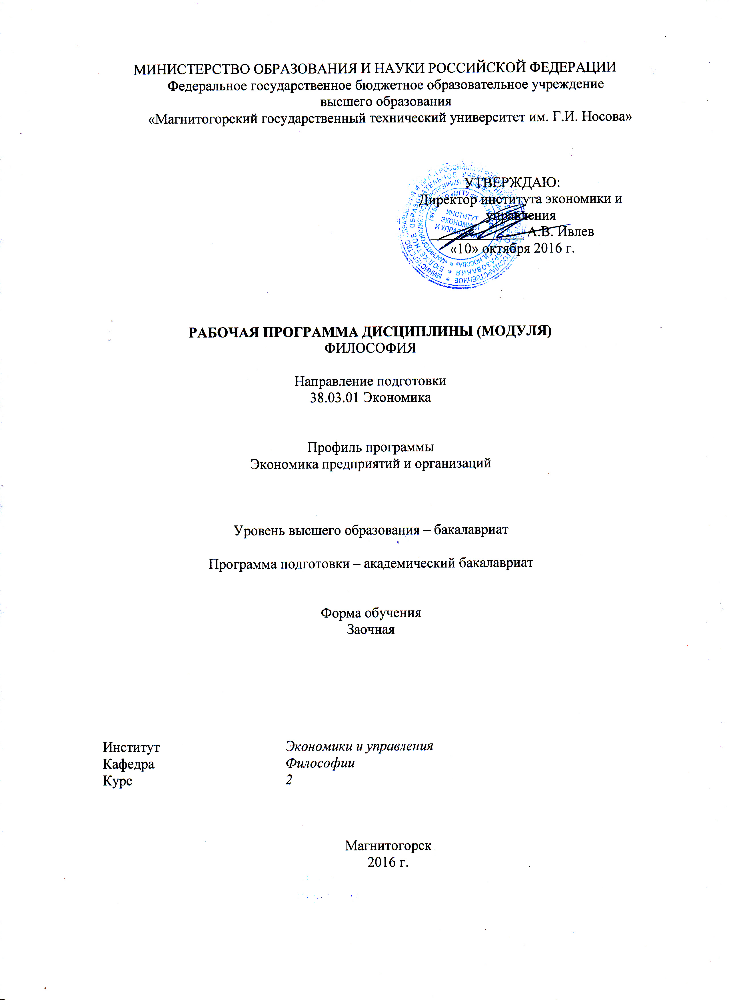 МИНИСТЕРСТВО ОБРАЗОВАНИЯ И НАУКИ РОССИЙСКОЙ ФЕДЕРАЦИИ
Федеральное государственное бюджетное образовательное учреждение
высшего образования
«Магнитогорский государственный технический университет им. Г.И. Носова»
УТВЕРЖДАЮ:
Директор института экономики и
управления
А.В. Ивлев
«10» октября 2016 г.
ИНСТИТУТ
ЭКОНОМИКИ
И УПРАВЛЕНИЯ
РАБОЧАЯ ПРОГРАММА ДИСЦИПЛИНЫ (МОДУЛЯ)
ФИЛОСОФИЯ
Направление подготовки
38.03.01 Экономика
Профиль программы
Экономика предприятий и организаций
Уровень высшего образования – бакалавриат
Программа подготовки – академический бакалавриат
Форма обучения
Заочная
Институт Экономики и управления
Кафедра Философии
Курс 2
Магнитогорск
2016 г.